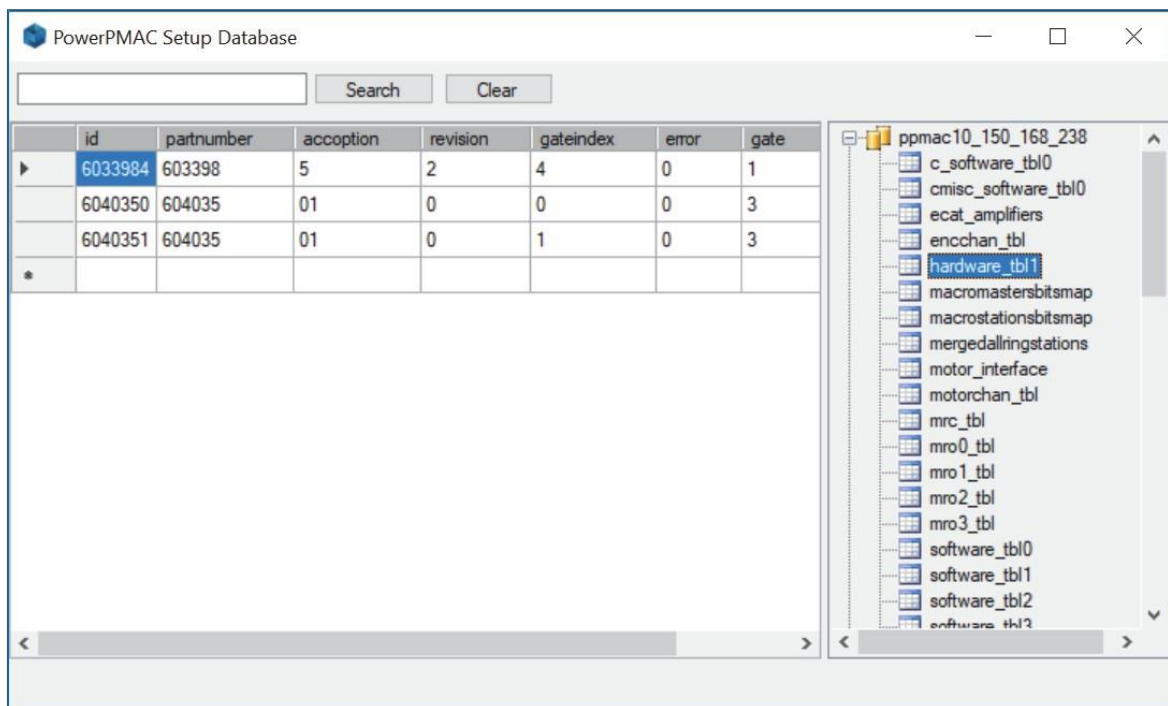 PowerPMAC Setup Database
Search Clear
id partnumber accoption revision gateindex error gate
6033984 603398 5 2 4 0 1
6040350 604035 01 0 0 0 3
6040351 604035 01 0 1 0 3
ppmac10_150_168_238
c_software_tbl0
cmisc_software_tbl0
ecat_amplifiers
encchan_tbl
hardware_tbl1
macromastersbitsmap
macrostationsbitsmap
mergedallringstations
motor_interface
motorchan_tbl
mrc_tbl
mro0_tbl
mro1_tbl
mro2_tbl
mro3_tbl
software_tbl0
software_tbl1
software_tbl2
software_tbl3